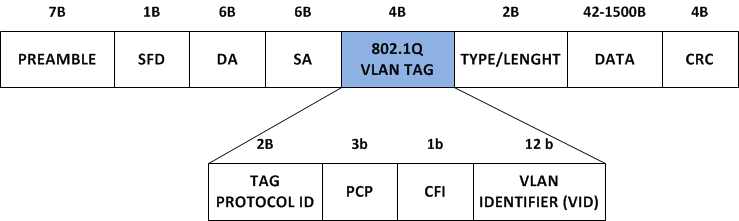 7B 1B 6B 6B 4B 2B 42-1500B 4B
PREAMBLE SFD DA SA 802.1Q VLAN TAG TYPE/LENGHT DATA CRC
2B 3b 1b 12 b
TAG PROTOCOL ID PCP CFI VLAN IDENTIFIER (VID)